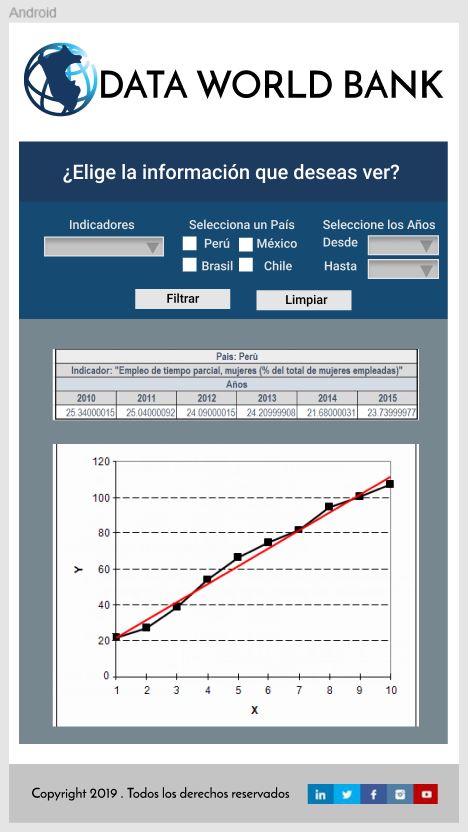 Android
DATA WORLD BANK
¿Elige la información que deseas ver?
Indicadores
Selecciona un País
Seleccione los Años
Perú
México
Desde
Brasil
Chile
Hasta
Filtrar
Limpiar
Pais: Perú
Indicador: "Empleo de tiempo parcial, mujeres (% del total de mujeres empleadas)"
Años
2010 2011 2012 2013 2014 2015
25.34000015 25.04000092 24.09000015 24.20999908 21.68000031 23.73999977
120
100
80
60
40
20
0
Y
1 2 3 4 5 6 7 8 9 10
X
Copyright 2019 . Todos los derechos reservados
in
f